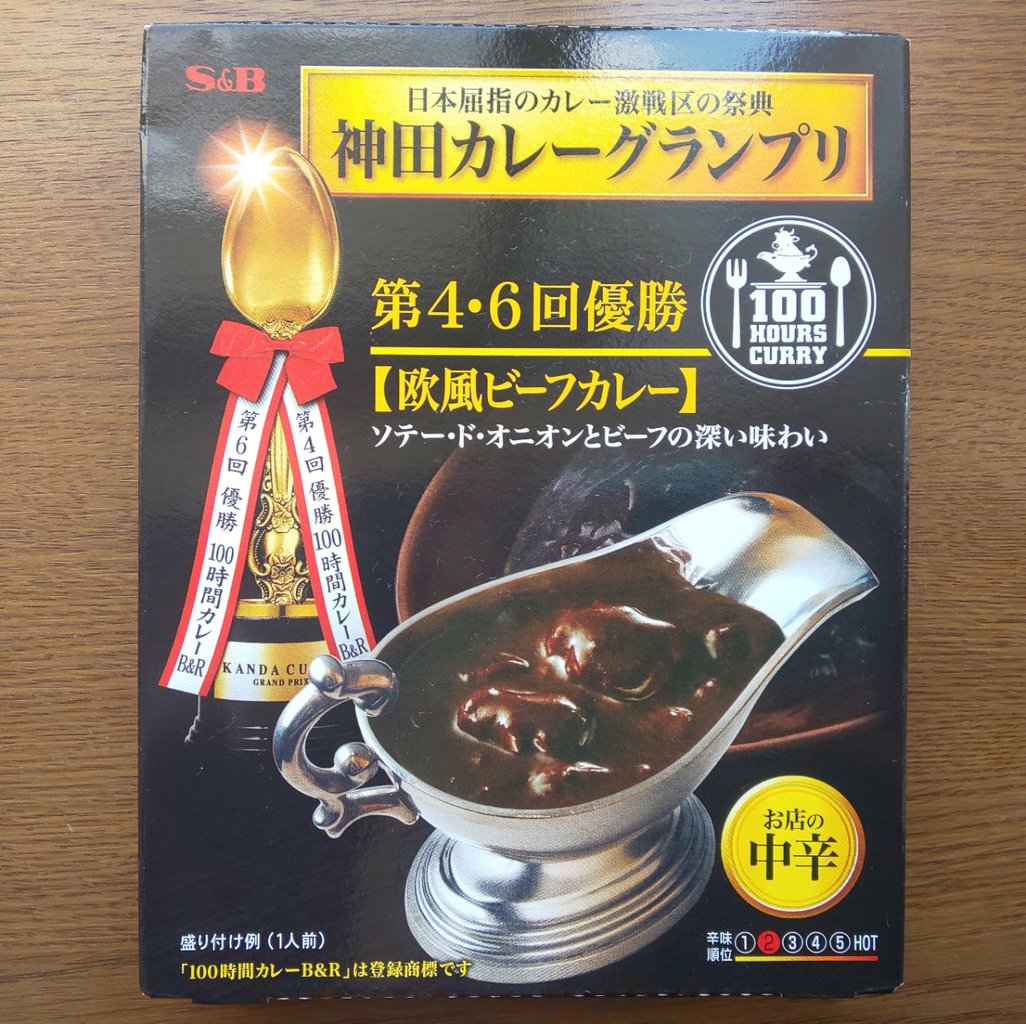 S&B
日本屈指のカレー激戦区の祭典
神田カレーグランプリ
第4・6回優勝
100
HOURS
CURRY
【欧風ビーフカレー】
ソテー・ド・オニオンとビーフの深い味わい
第6回 優勝 100時間カレーB&R
第4回 優勝 100時間カレーB&R
KANDA CU
GRAND PRIX
お店の
中辛
盛り付け例（1人前）
「100時間カレーB&R」は登録商標です
辛味
順位 1 2 3 4 5 HOT